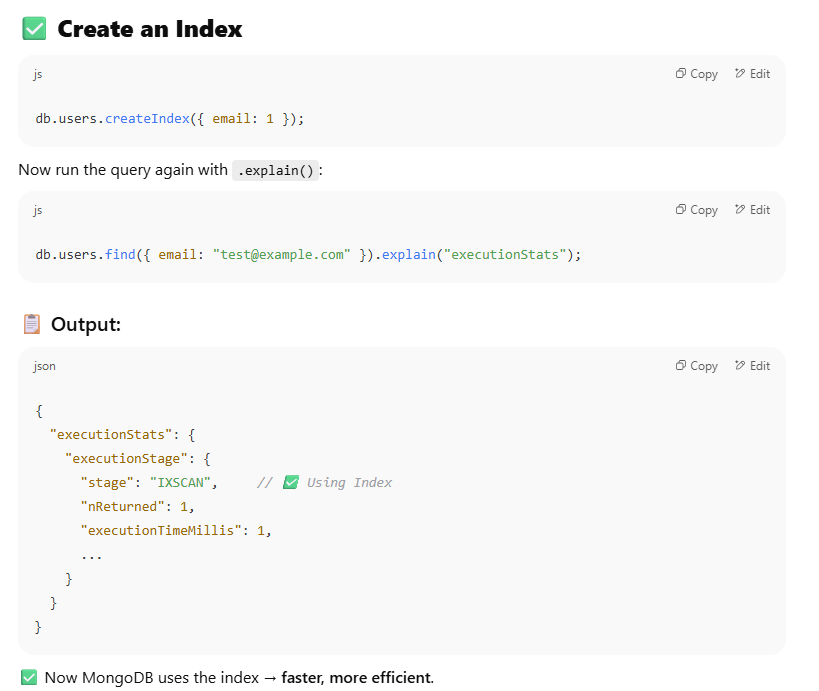 ✅ Create an Index
js
Copy Edit
db.users.createIndex({ email: 1 });
Now run the query again with .explain():
js
Copy Edit
db.users.find({ email: "test@example.com" }).explain("executionStats");
📋 Output:
json
Copy Edit
{
  "executionStats": {
    "executionStage": {
      "stage": "IXSCAN",     // ✅ Using Index
      "nReturned": 1,
      "executionTimeMillis": 1,
      ...
    }
  }
}
✅ Now MongoDB uses the index → faster, more efficient.